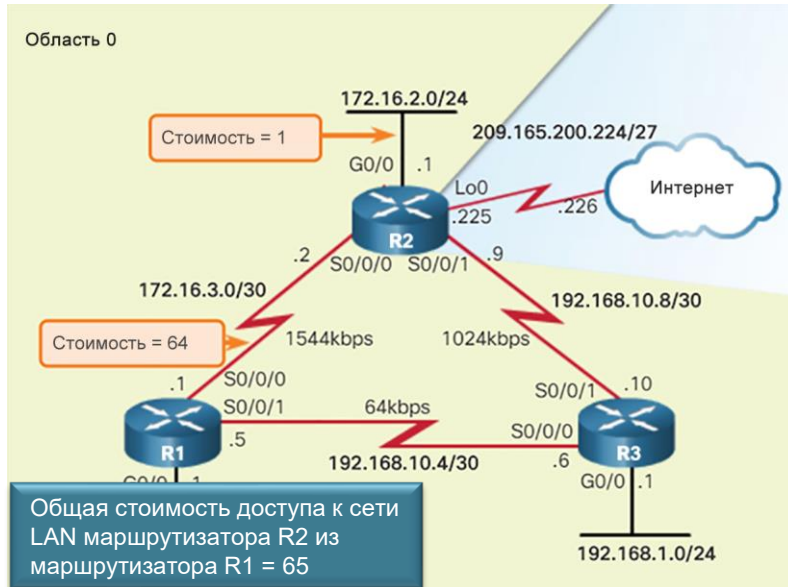 Область 0
172.16.2.0/24
Стоимость = 1
209.165.200.224/27
G0/0
.1
Lo0
.225
.226
Интернет
R2
.2
S0/0/0
S0/0/1
.9
172.16.3.0/30
192.168.10.8/30
Стоимость = 64
1544kbps
1024kbps
.1
S0/0/0
S0/0/1
.10
S0/0/1
64kbps
S0/0/0
R1
.5
192.168.10.4/30
.6
R3
G0/0
.1
G0/0
.1
Общая стоимость доступа к сети
LAN маршрутизатора R2 из
маршрутизатора R1 = 65
192.168.1.0/24